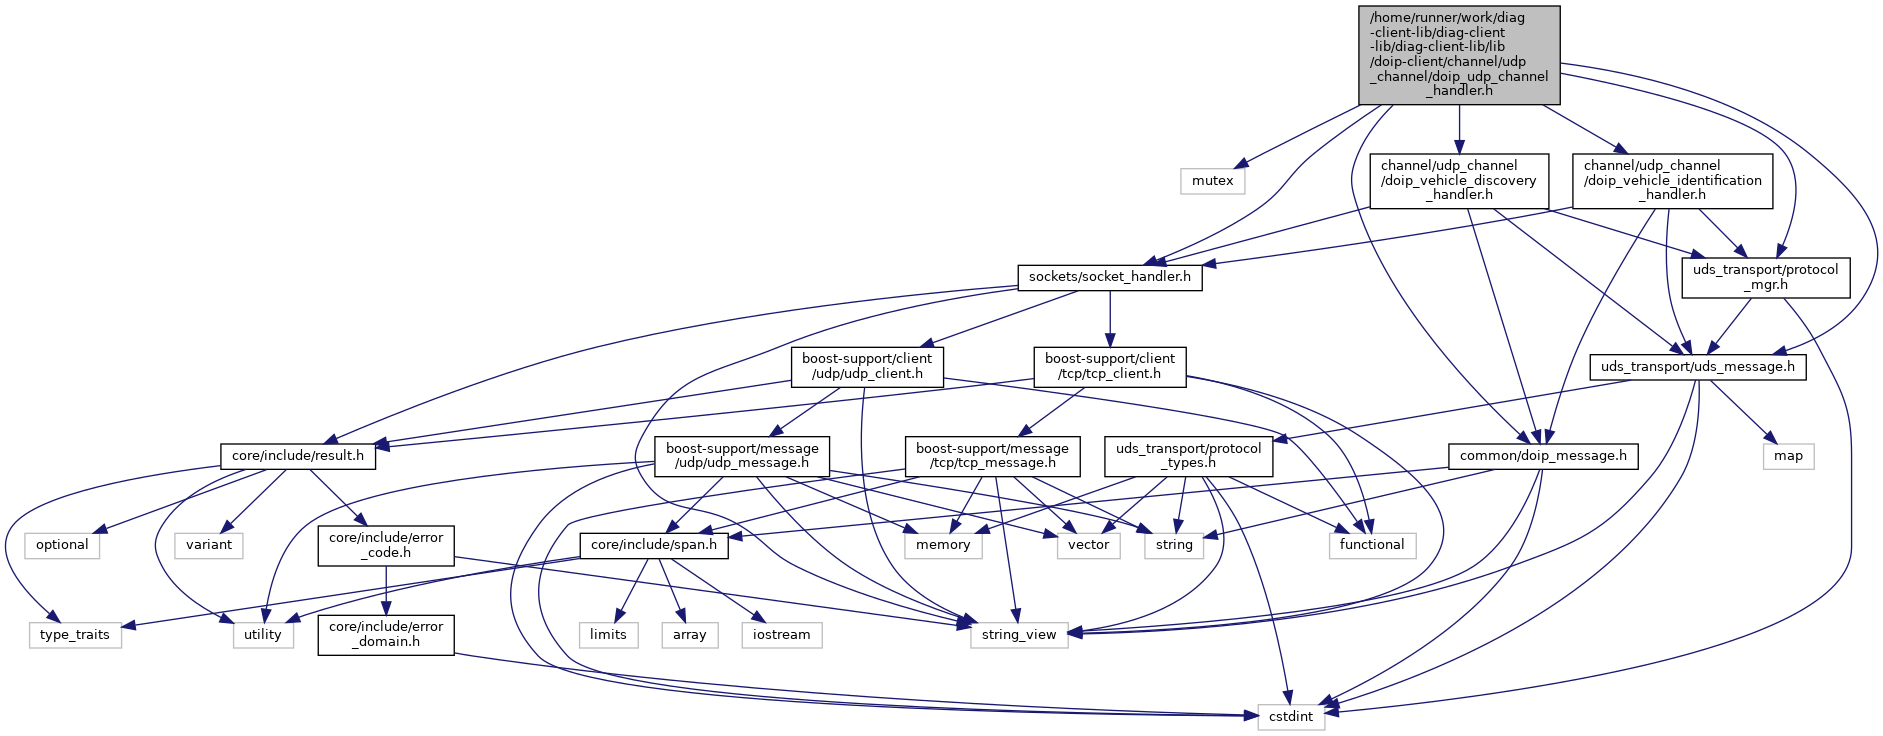 /home/runner/work/diag
-client-lib/diag-client
-lib/diag-client-lib/lib
/doip-client/channel/udp
_channel/doip_udp_channel
_handler.h
mutex
channel/udp_channel
/doip_vehicle_discovery
_handler.h
channel/udp_channel
/doip_vehicle_identification
_handler.h
sockets/socket_handler.h
uds_transport/protocol
_mgr.h
boost-support/client
/udp/udp_client.h
boost-support/client
/tcp/tcp_client.h
uds_transport/uds_message.h
core/include/result.h
boost-support/message
/udp/udp_message.h
boost-support/message
/tcp/tcp_message.h
uds_transport/protocol
_types.h
common/doip_message.h
map
optional
variant
core/include/error
_code.h
core/include/span.h
memory
vector
string
functional
type_traits
utility
core/include/error
_domain.h
limits
array
iostream
string_view
cstdint